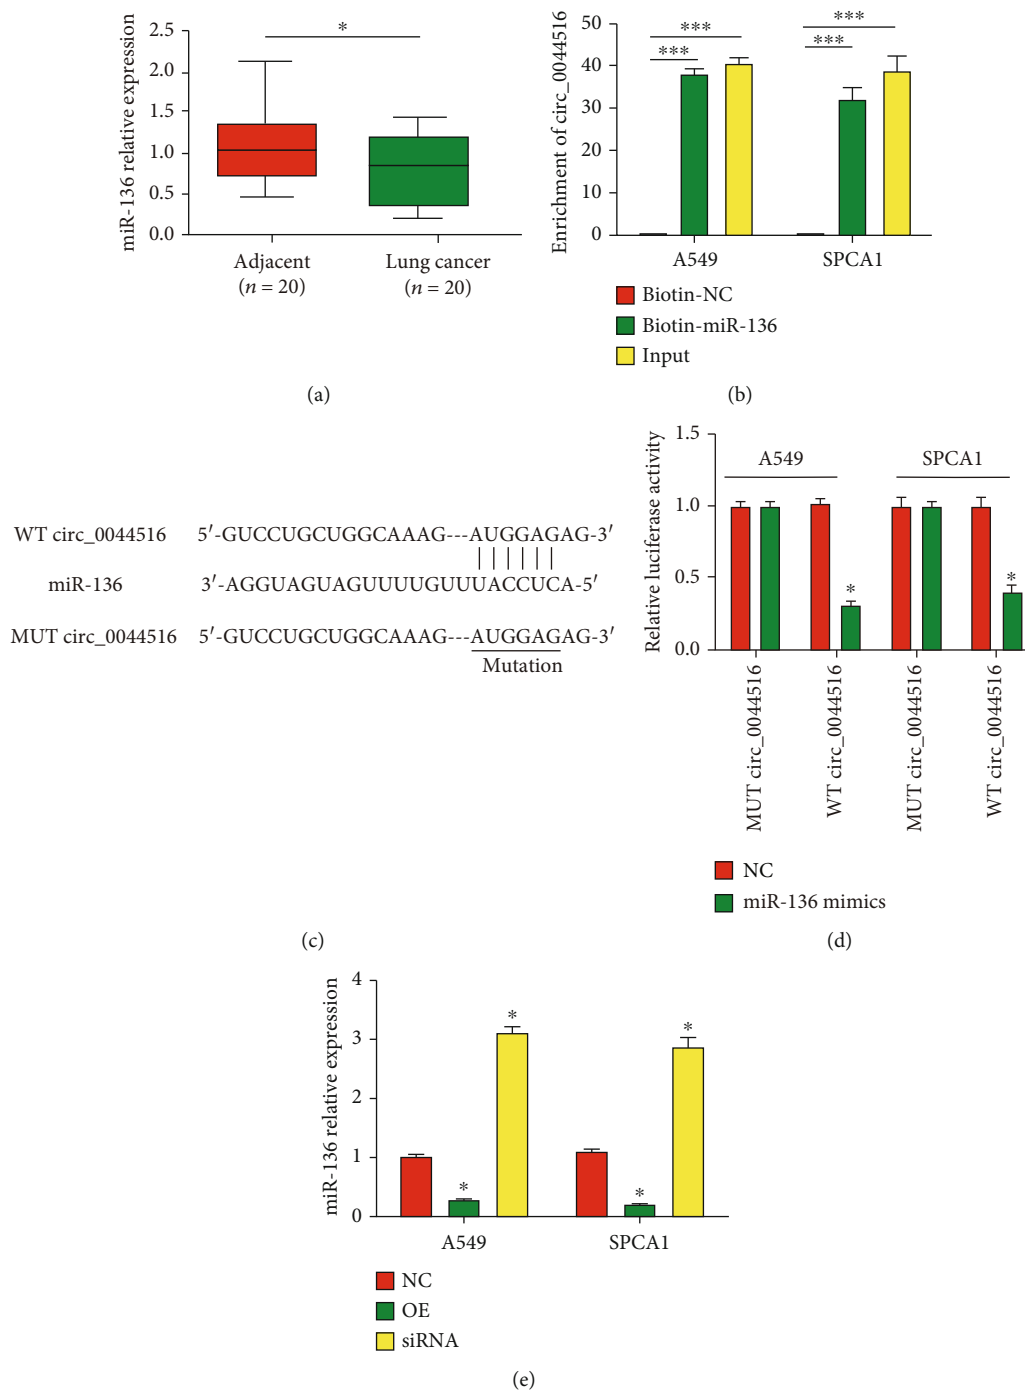 miR-136 relative expression
2.5
2.0
1.5
1.0
0.5
0.0
*
Adjacent
(n = 20)
Lung cancer
(n = 20)
(a)
Enrichment of circ_0044516
50
40
30
20
10
0
***
***
***
***
A549
SPCA1
Biotin-NC
Biotin-miR-136
Input
(b)
WT circ_0044516 5′-GUCCUGCUGGCAAAG---AUGGAGAG-3′
miR-136 3′-AGGUAGUAGUUUUGUUUACCUCA-5′
MUT circ_0044516 5′-GUCCUGCUGGCAAAG---AUGGAGAG-3′
Mutation
(c)
Relative luciferase activity
1.5
1.0
0.5
0.0
A549
SPCA1
*
*
MUT circ_0044516
WT circ_0044516
MUT circ_0044516
WT circ_0044516
NC
miR-136 mimics
(d)
miR-136 relative expression
4
3
2
1
0
*
*
*
*
A549
SPCA1
NC
OE
siRNA
(e)